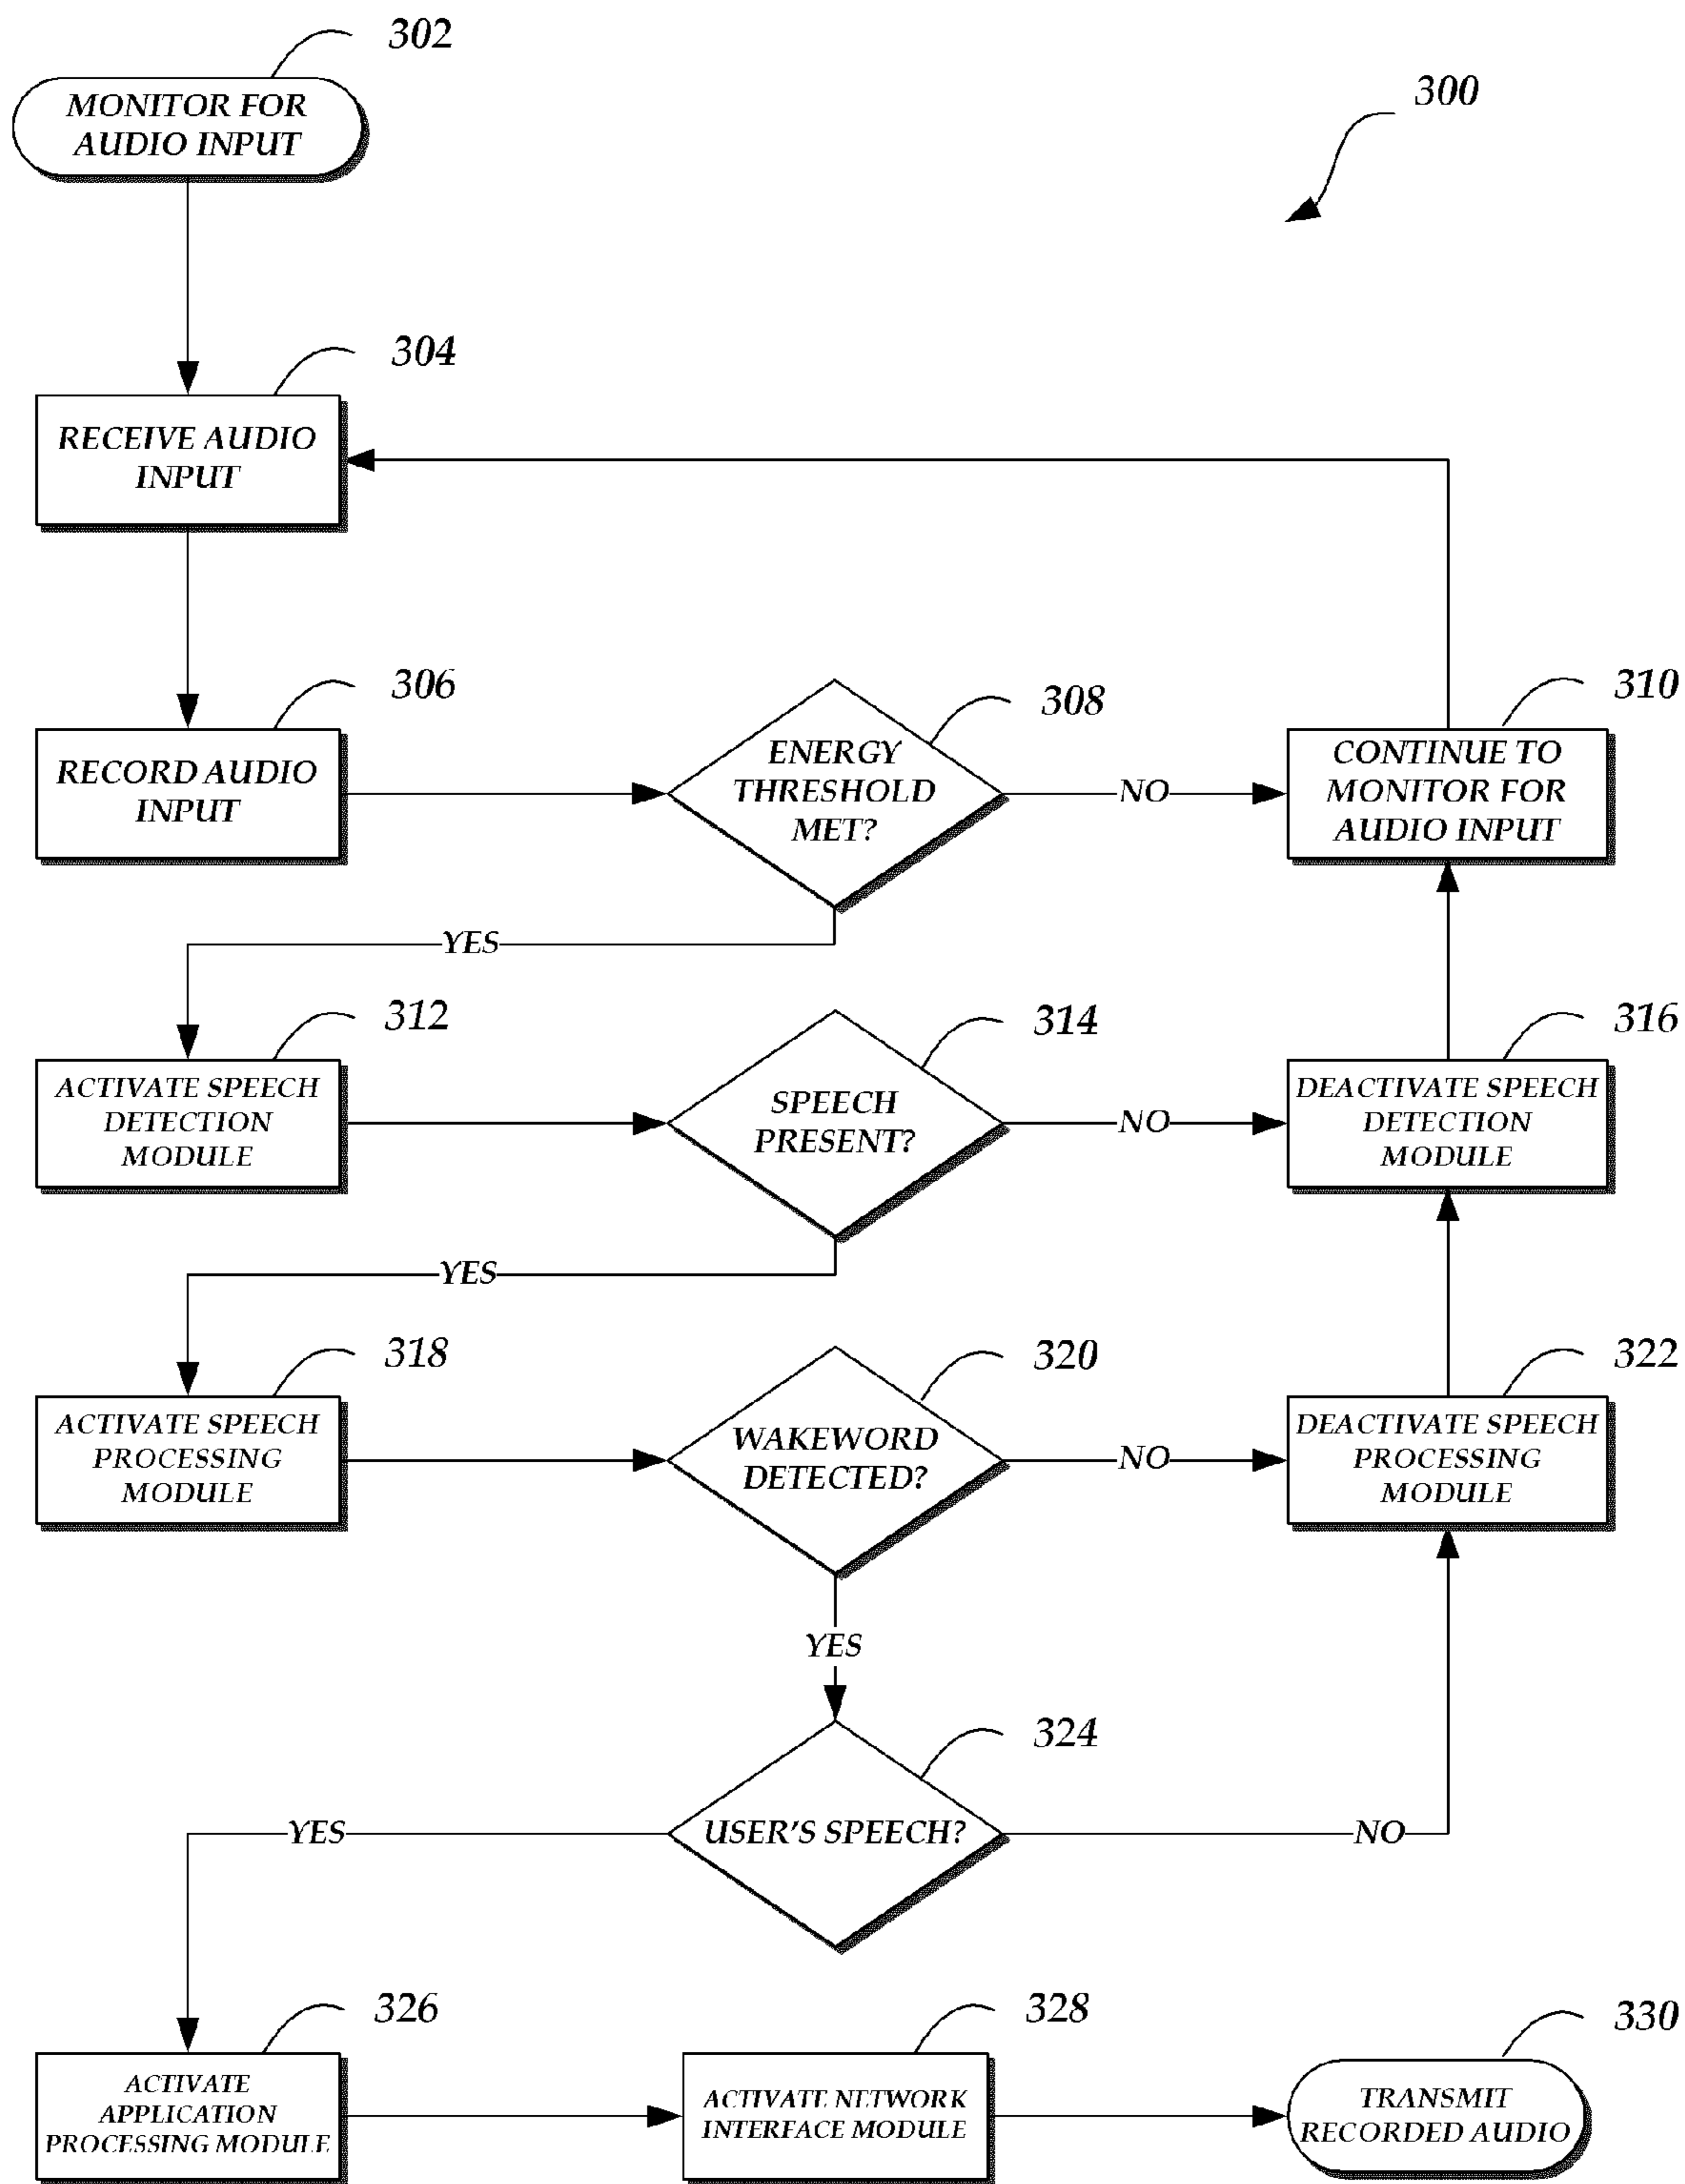 302
MONITOR FOR
AUDIO INPUT
300
304
RECEIVE AUDIO
INPUT
306
RECORD AUDIO
INPUT
308
ENERGY
THRESHOLD
MET?
NO
310
CONTINUE TO
MONITOR FOR
AUDIO INPUT
YES
312
ACTIVATE SPEECH
DETECTION
MODULE
314
SPEECH
PRESENT?
NO
316
DEACTIVATE SPEECH
DETECTION
MODULE
YES
318
ACTIVATE SPEECH
PROCESSING
MODULE
320
WAKEWORD
DETECTED?
NO
322
DEACTIVATE SPEECH
PROCESSING
MODULE
YES
324
USER'S SPEECH?
YES
NO
326
ACTIVATE
APPLICATION
PROCESSING MODULE
328
ACTIVATE NETWORK
INTERFACE MODULE
330
TRANSMIT
RECORDED AUDIO